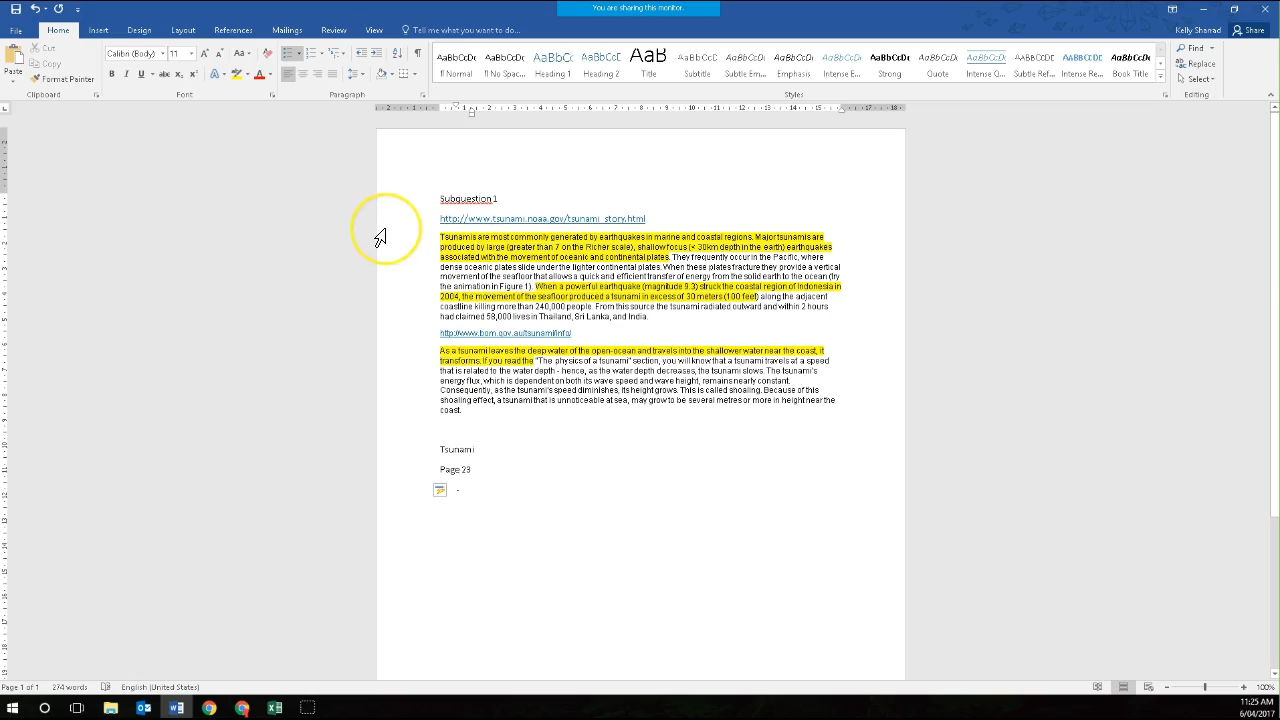 You are sharing this monitor.
File Home Insert Design Layout References Mailings Review View Tell me what you want to do... Kelly Sharrad Share
Cut
Copy
Paste
Format Painter
Calibri (Body) 11
AaBbCcDc AaBbCcDc AaBbCc AaBbCcE AaB AaBbCcD AaBbCcDc AaBbCcDc AaBbCcDc AaBbCcDc AaBbCcDc AaBbCcDc AABBCCDC AABBCCDC AaBbCcDc
¶ Normal ¶ No Spac... Heading 1 Heading 2 Title Subtitle Subtle Em... Emphasis Intense E... Strong Quote Intense Q... Subtle Ref... Intense Re... Book Title
Find
Replace
Select
Clipboard Font Paragraph Styles Editing
Subquestion 1
http://www.tsunami.noaa.gov/tsunami_story.html
Tsunamis are most commonly generated by earthquakes in marine and coastal regions. Major tsunamis are
produced by large (greater than 7 on the Richer scale), shallow focus (< 30km depth in the earth) earthquakes
associated with the movement of oceanic and continental plates. They frequently occur in the Pacific, where
dense oceanic plates slide under the lighter continental plates. When these plates fracture they provide a vertical
movement of the seafloor that allows a quick and efficient transfer of energy from the solid earth to the ocean (try
the animation in Figure 1). When a powerful earthquake (magnitude 9.3) struck the coastal region of Indonesia in
2004, the movement of the seafloor produced a tsunami in excess of 30 meters (100 feet) along the adjacent
coastline killing more than 240,000 people. From this source the tsunami radiated outward and within 2 hours
had claimed 58,000 lives in Thailand, Sri Lanka, and India.
http://www.bom.gov.au/tsunami/info/
As a tsunami leaves the deep water of the open-ocean and travels into the shallower water near the coast, it
transforms. If you read the "The physics of a tsunami" section, you will know that a tsunami travels at a speed
that is related to the water depth - hence, as the water depth decreases, the tsunami slows. The tsunami's
energy flux, which is dependent on both its wave speed and wave height, remains nearly constant.
Consequently, as the tsunami's speed diminishes, its height grows. This is called shoaling. Because of this
shoaling effect, a tsunami that is unnoticeable at sea, may grow to be several metres or more in height near the
coast.
Tsunami
Page 23
-
Page 1 of 1 274 words English (United States) 100%
11:25 AM
6/04/2017